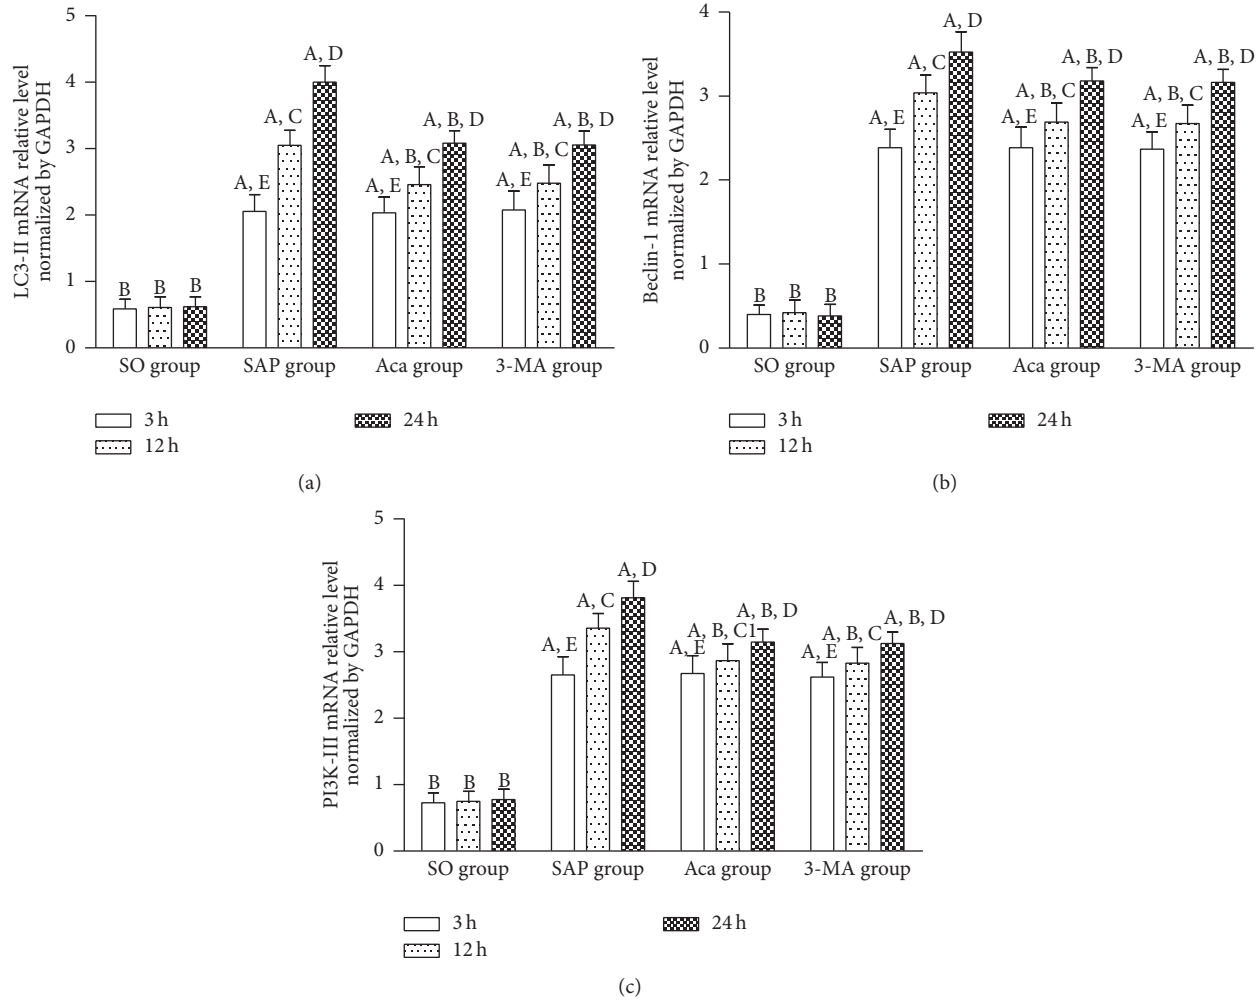 5
4
3
2
1
0
LC3-II mRNA relative level
normalized by GAPDH
B
B
B
A, E
A, C
A, D
A, E
A, B, C
A, B, D
A, E
A, B, C
A, B, D
SO group
SAP group
Aca group
3-MA group
3 h
12 h
24 h
(a)
4
3
2
1
0
Beclin-1 mRNA relative level
normalized by GAPDH
B
B
B
A, E
A, C
A, D
A, E
A, B, C
A, B, D
A, E
A, B, C
A, B, D
SO group
SAP group
Aca group
3-MA group
3 h
12 h
24 h
(b)
5
4
3
2
1
0
PI3K-III mRNA relative level
normalized by GAPDH
B
B
B
A, E
A, C
A, D
A, E
A, B, C1
A, B, D
A, E
A, B, C
A, B, D
SO group
SAP group
Aca group
3-MA group
3 h
12 h
24 h
(c)